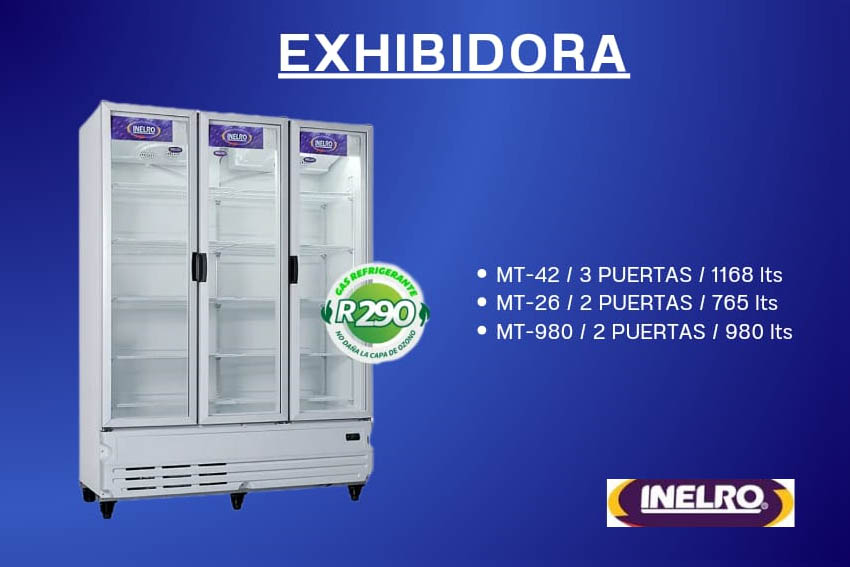 EXHIBIDORA
INELRO
INELRO
INELRO
GAS REFRIGERANTE
R290
NO DAÑA LA CAPA DE OZONO
• MT-42 / 3 PUERTAS / 1168 lts
• MT-26 / 2 PUERTAS / 765 lts
• MT-980 / 2 PUERTAS / 980 lts
INELRO®